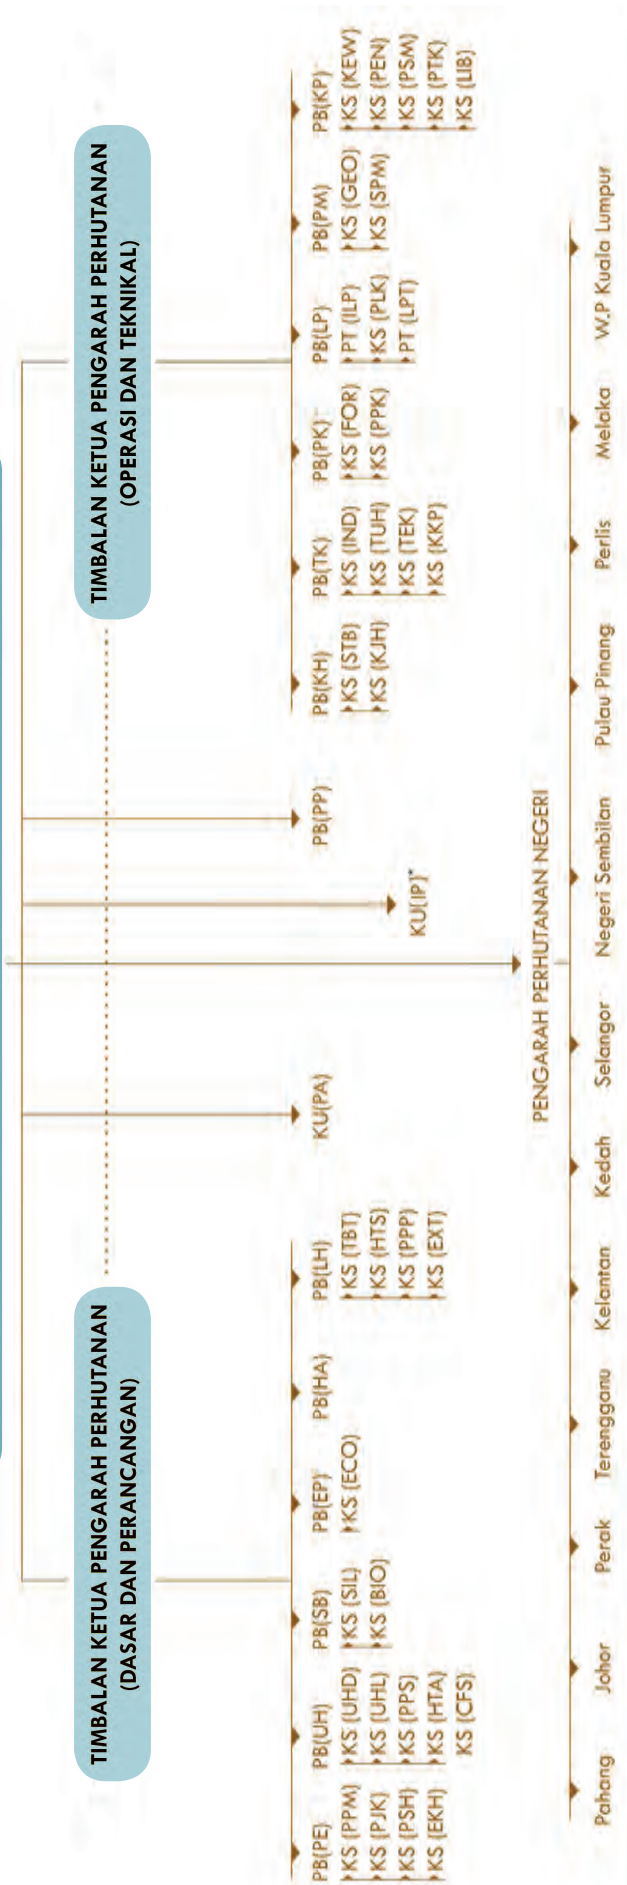 TIMBALAN KETUA PENGARAH PERHUTANAN
(DASAR DAN PERANCANGAN)
TIMBALAN KETUA PENGARAH PERHUTANAN
(OPERASI DAN TEKNIKAL)
PB(PE)
KS (PPM)
KS (PJK)
KS (PSH)
KS (EKH)
PB(UH)
KS (UHD)
KS (UHL)
KS (PPS)
KS (HTA)
KS (CFS)
PB(SB)
KS (SIL)
KS (BIO)
PB(EP)
KS (ECO)
PB(HA)
PB(LH)
KS (TBT)
KS (HTS)
KS (PPP)
KS (EXT)
KU(PA)
KU(IP)*
PB(PP)
PB(KH)
KS (STB)
KS (KJH)
PB(TK)
KS (IND)
KS (TUH)
KS (TEK)
KS (KKP)
PB(PK)
KS (FOR)
KS (PPK)
PB(LP)
PT (ILP)
KS (PLK)
PT (LPT)
PB(PM)
KS (GEO)
KS (SPM)
PB(KP)
KS (KEW)
KS (PEN)
KS (PSM)
KS (PTK)
KS (LIB)
PENGARAH PERHUTANAN NEGERI
Pahang
Johor
Perak
Terengganu
Kelantan
Kedah
Selangor
Negeri Sembilan
Pulau Pinang
Perlis
Melaka
W.P Kuala Lumpur